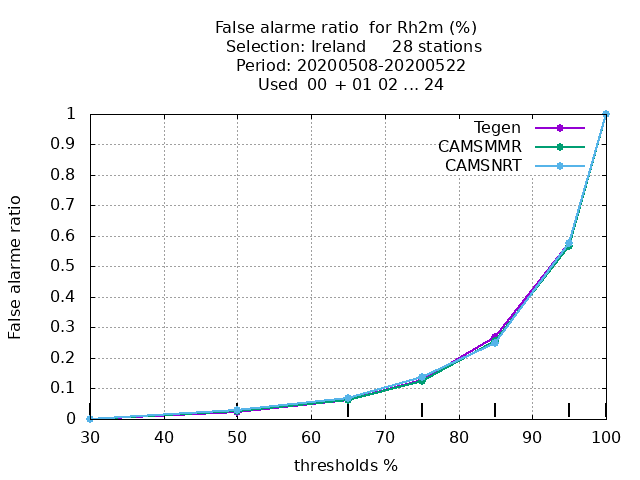 False alarme ratio  for Rh2m (%)
Selection: Ireland     28 stations
Period: 20200508-20200522
Used  00 + 01 02 ... 24
Tegen
CAMSMMR
CAMSNRT
1
0.9
0.8
0.7
0.6
0.5
0.4
0.3
0.2
0.1
0
False alarme ratio
30 40 50 60 70 80 90 100
thresholds %